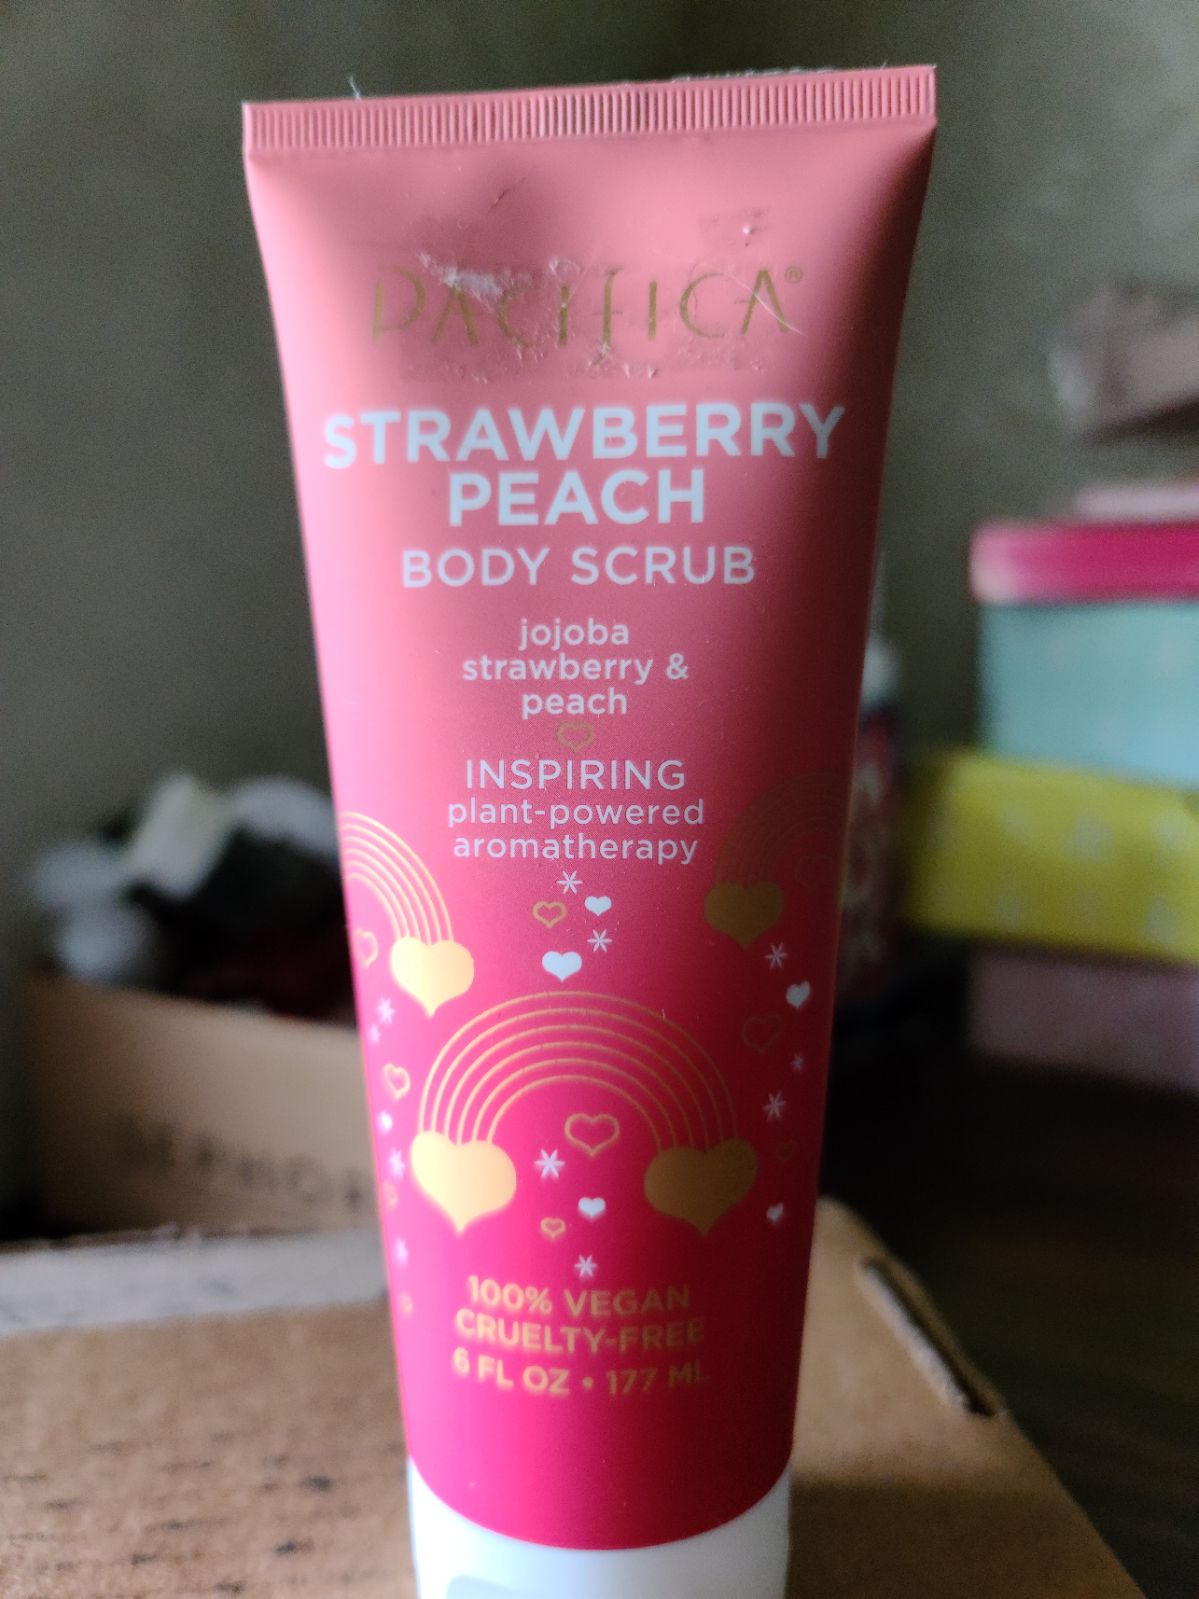 PACIFICA®
STRAWBERRY
PEACH
BODY SCRUB
jojoba
strawberry &
peach
INSPIRING
plant-powered
aromatherapy
100% VEGAN
CRUELTY-FREE
6 FL OZ • 177 ML